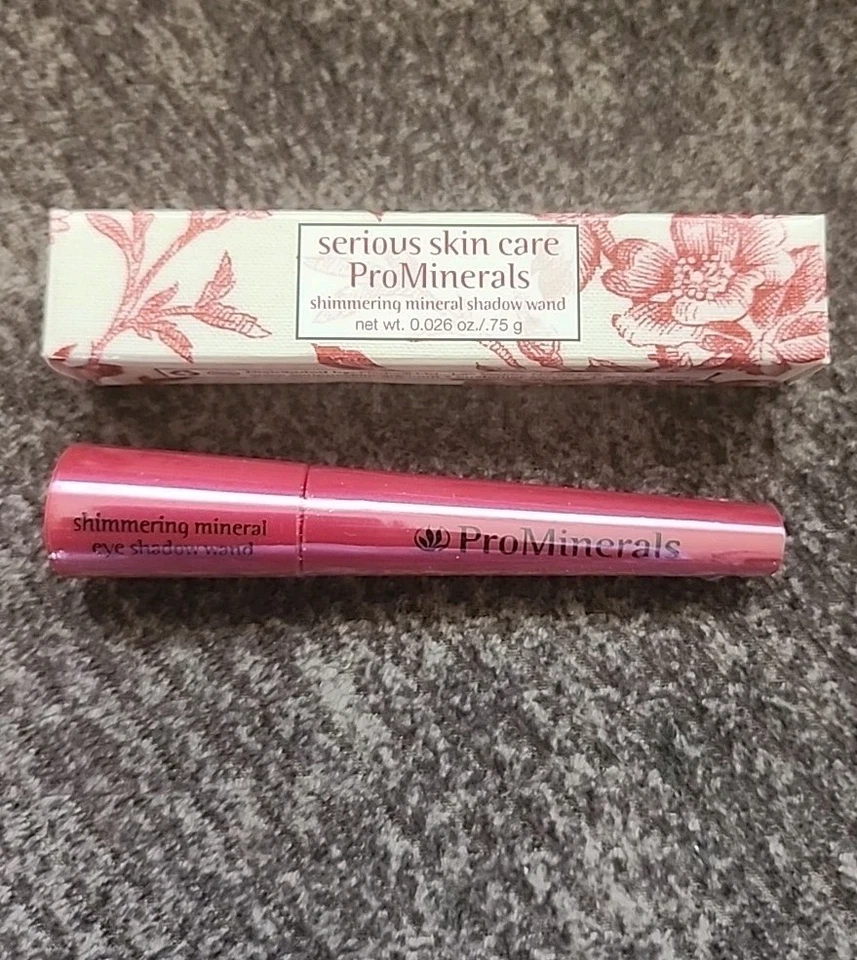 serious skin care
ProMinerals
shimmering mineral shadow wand
net wt. 0.026 oz./.75 g
shimmering mineral
eye shadow wand
ProMinerals